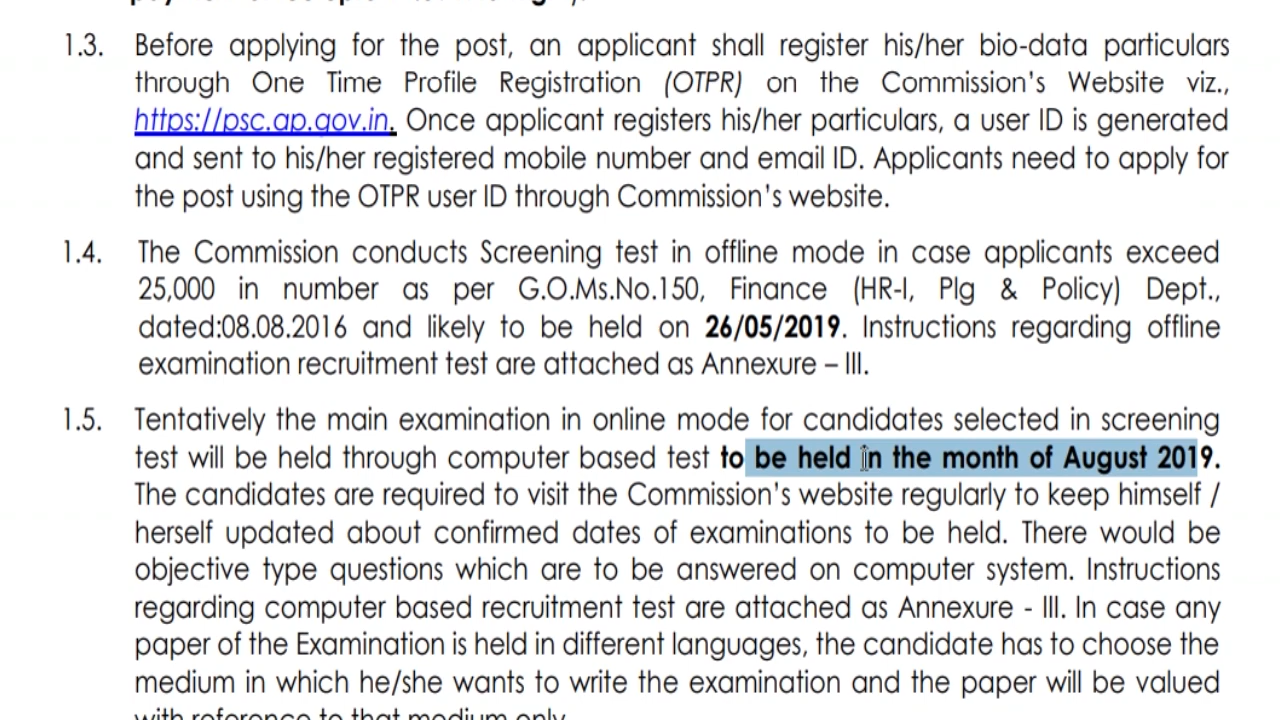 1.3. Before applying for the post, an applicant shall register his/her bio-data particulars
through One Time Profile Registration (OTPR) on the Commission's Website viz.,
https://psc.ap.gov.in. Once applicant registers his/her particulars, a user ID is generated
and sent to his/her registered mobile number and email ID. Applicants need to apply for
the post using the OTPR user ID through Commission's website.
1.4. The Commission conducts Screening test in offline mode in case applicants exceed
25,000 in number as per G.O.Ms.No.150, Finance (HR-I, Plg & Policy) Dept.,
dated:08.08.2016 and likely to be held on 26/05/2019. Instructions regarding offline
examination recruitment test are attached as Annexure – III.
1.5. Tentatively the main examination in online mode for candidates selected in screening
test will be held through computer based test to be held in the month of August 2019.
The candidates are required to visit the Commission's website regularly to keep himself /
herself updated about confirmed dates of examinations to be held. There would be
objective type questions which are to be answered on computer system. Instructions
regarding computer based recruitment test are attached as Annexure - III. In case any
paper of the Examination is held in different languages, the candidate has to choose the
medium in which he/she wants to write the examination and the paper will be valued
with reference to that medium only.